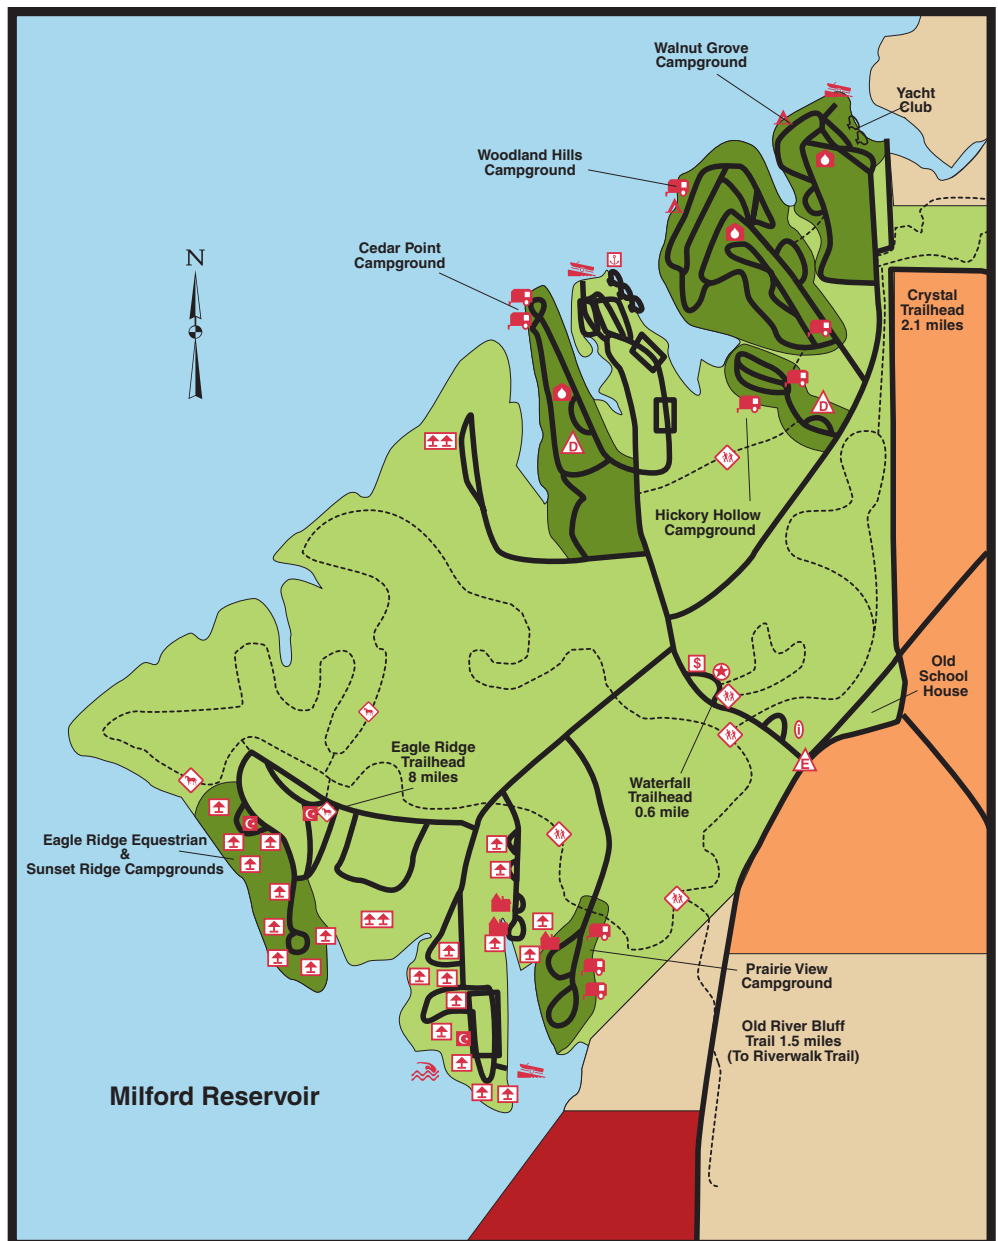 Walnut Grove
Campground
Yacht
Club
Woodland Hills
Campground
Cedar Point
Campground
N
Crystal
Trailhead
2.1 miles
D
D
Hickory Hollow
Campground
$
Old
School
House
i
E
Eagle Ridge
Trailhead
8 miles
Waterfall
Trailhead
0.6 mile
Eagle Ridge Equestrian
&
Sunset Ridge Campgrounds
Prairie View
Campground
Old River Bluff
Trail 1.5 miles
(To Riverwalk Trail)
Milford Reservoir